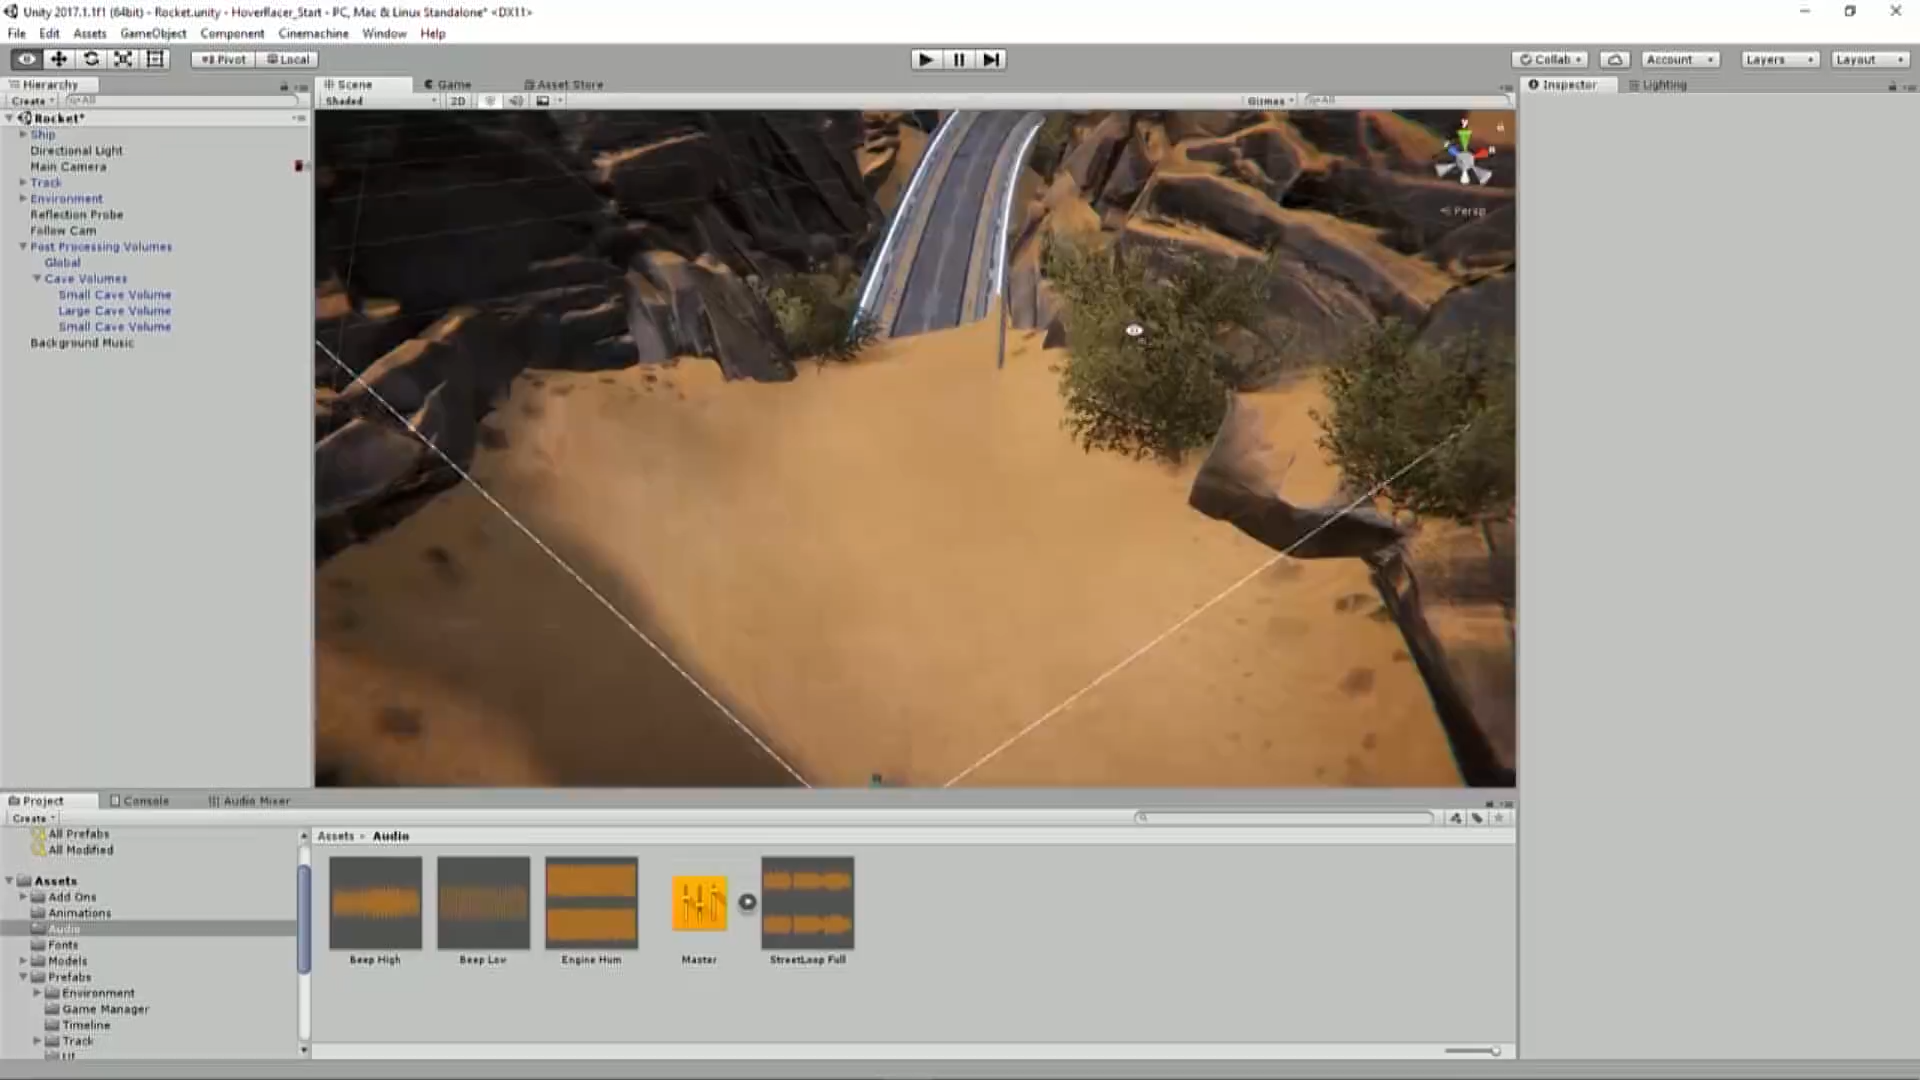 Unity 2017.1.1f1 (64bit) - Rocket.unity - HoverRacer_Start - PC, Mac & Linux Standalone* <DX11>
File Edit Assets GameObject Component Cinemachine Window Help
Pivot Local Collab Account Layers Layout
Hierarchy Scene Game Asset Store Inspector Lighting
Create All Shaded 2D Gizmos All
Rocket*
Ship
Directional Light
Main Camera
Track
Environment
Reflection Probe
Follow Cam
Post Processing Volumes
Global
Cave Volumes
Small Cave Volume
Large Cave Volume
Small Cave Volume
Background Music
y
Persp
Project Console Audio Mixer
Create
All Prefabs
All Modified
Assets
Add Ons
Animations
Audio
Fonts
Models
Prefabs
Environment
Game Manager
Timeline
Track
Assets Audio
Beep High Beep Low Engine Hum Master StreetLoop Full